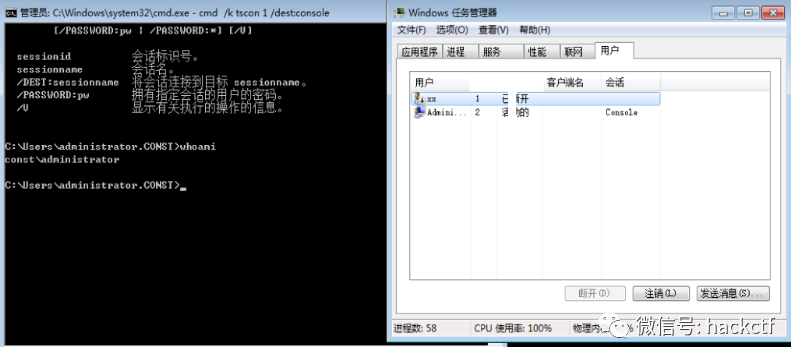 管理员: C:\Windows\system32\cmd.exe - cmd /k tscon 1 /dest:console
[/PASSWORD:pw | /PASSWORD:*] [/V]
sessionid 会话标识号。
sessionname 会话名。
/DEST:sessionname 将会话连接到目标 sessionname。
/PASSWORD:pw 拥有指定会话的用户的密码。
/V 显示有关执行的操作的信息。
C:\Users\administrator.CONST>whoami
const\administrator
C:\Users\administrator.CONST>_
Windows 任务管理器
文件(F) 选项(O) 查看(V) 帮助(H)
应用程序 进程 服务 性能 联网 用户
用户 客户端名 会话
xx 1 已断开
Admini... 2 活动的 Console
断开(D) 注销(L) 发送消息(S)...
进程数: 58 CPU 使用率: 100% 物理内
微信号: hackctf